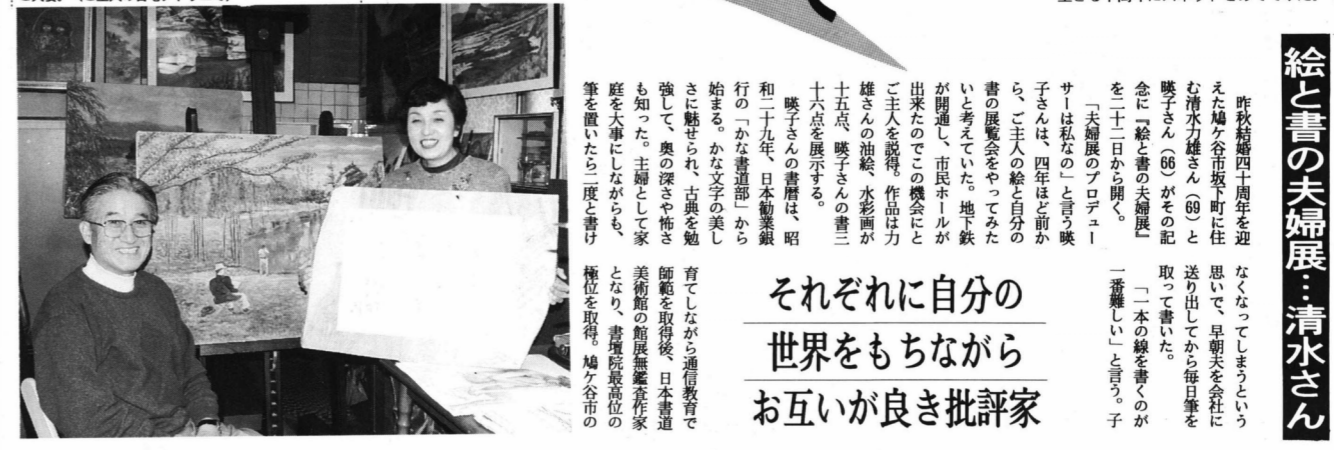 絵と書の夫婦展…清水さん
昨秋結婚四十周年を迎
えた鳩ケ谷市坂下町に住
む清水力雄さん（69）と
暎子さん（66）がその記
念に『絵と書の夫婦展』
を二十二日から開く。
「夫婦展のプロデュー
サーは私なの」と言う暎
子さんは、四年ほど前か
ら、ご主人の絵と自分の
書の展覧会をやってみた
いと考えていた。地下鉄
が開通し、市民ホールが
出来たのでこの機会にと
ご主人を説得。作品は力
雄さんの油絵、水彩画が
十五点、暎子さんの書三
十六点を展示する。
暎子さんの書暦は、昭
和二十九年、日本勧業銀
行の「かな書道部」から
始まる。かな文字の美し
さに魅せられ、古典を勉
強して、奥の深さや怖さ
も知った。主婦として家
庭を大事にしながらも、
筆を置いたら二度と書け
なくなってしまうという
思いで、早朝夫を会社に
送り出してから毎日筆を
取って書いた。
「一本の線を書くのが
一番難しい」と言う。子
それぞれに自分の
世界をもちながら
お互いが良き批評家
育てしながら通信教育で
師範を取得後、日本書道
美術館の館展無鑑査作家
となり、書壇院最高位の
極位を取得。鳩ケ谷市の